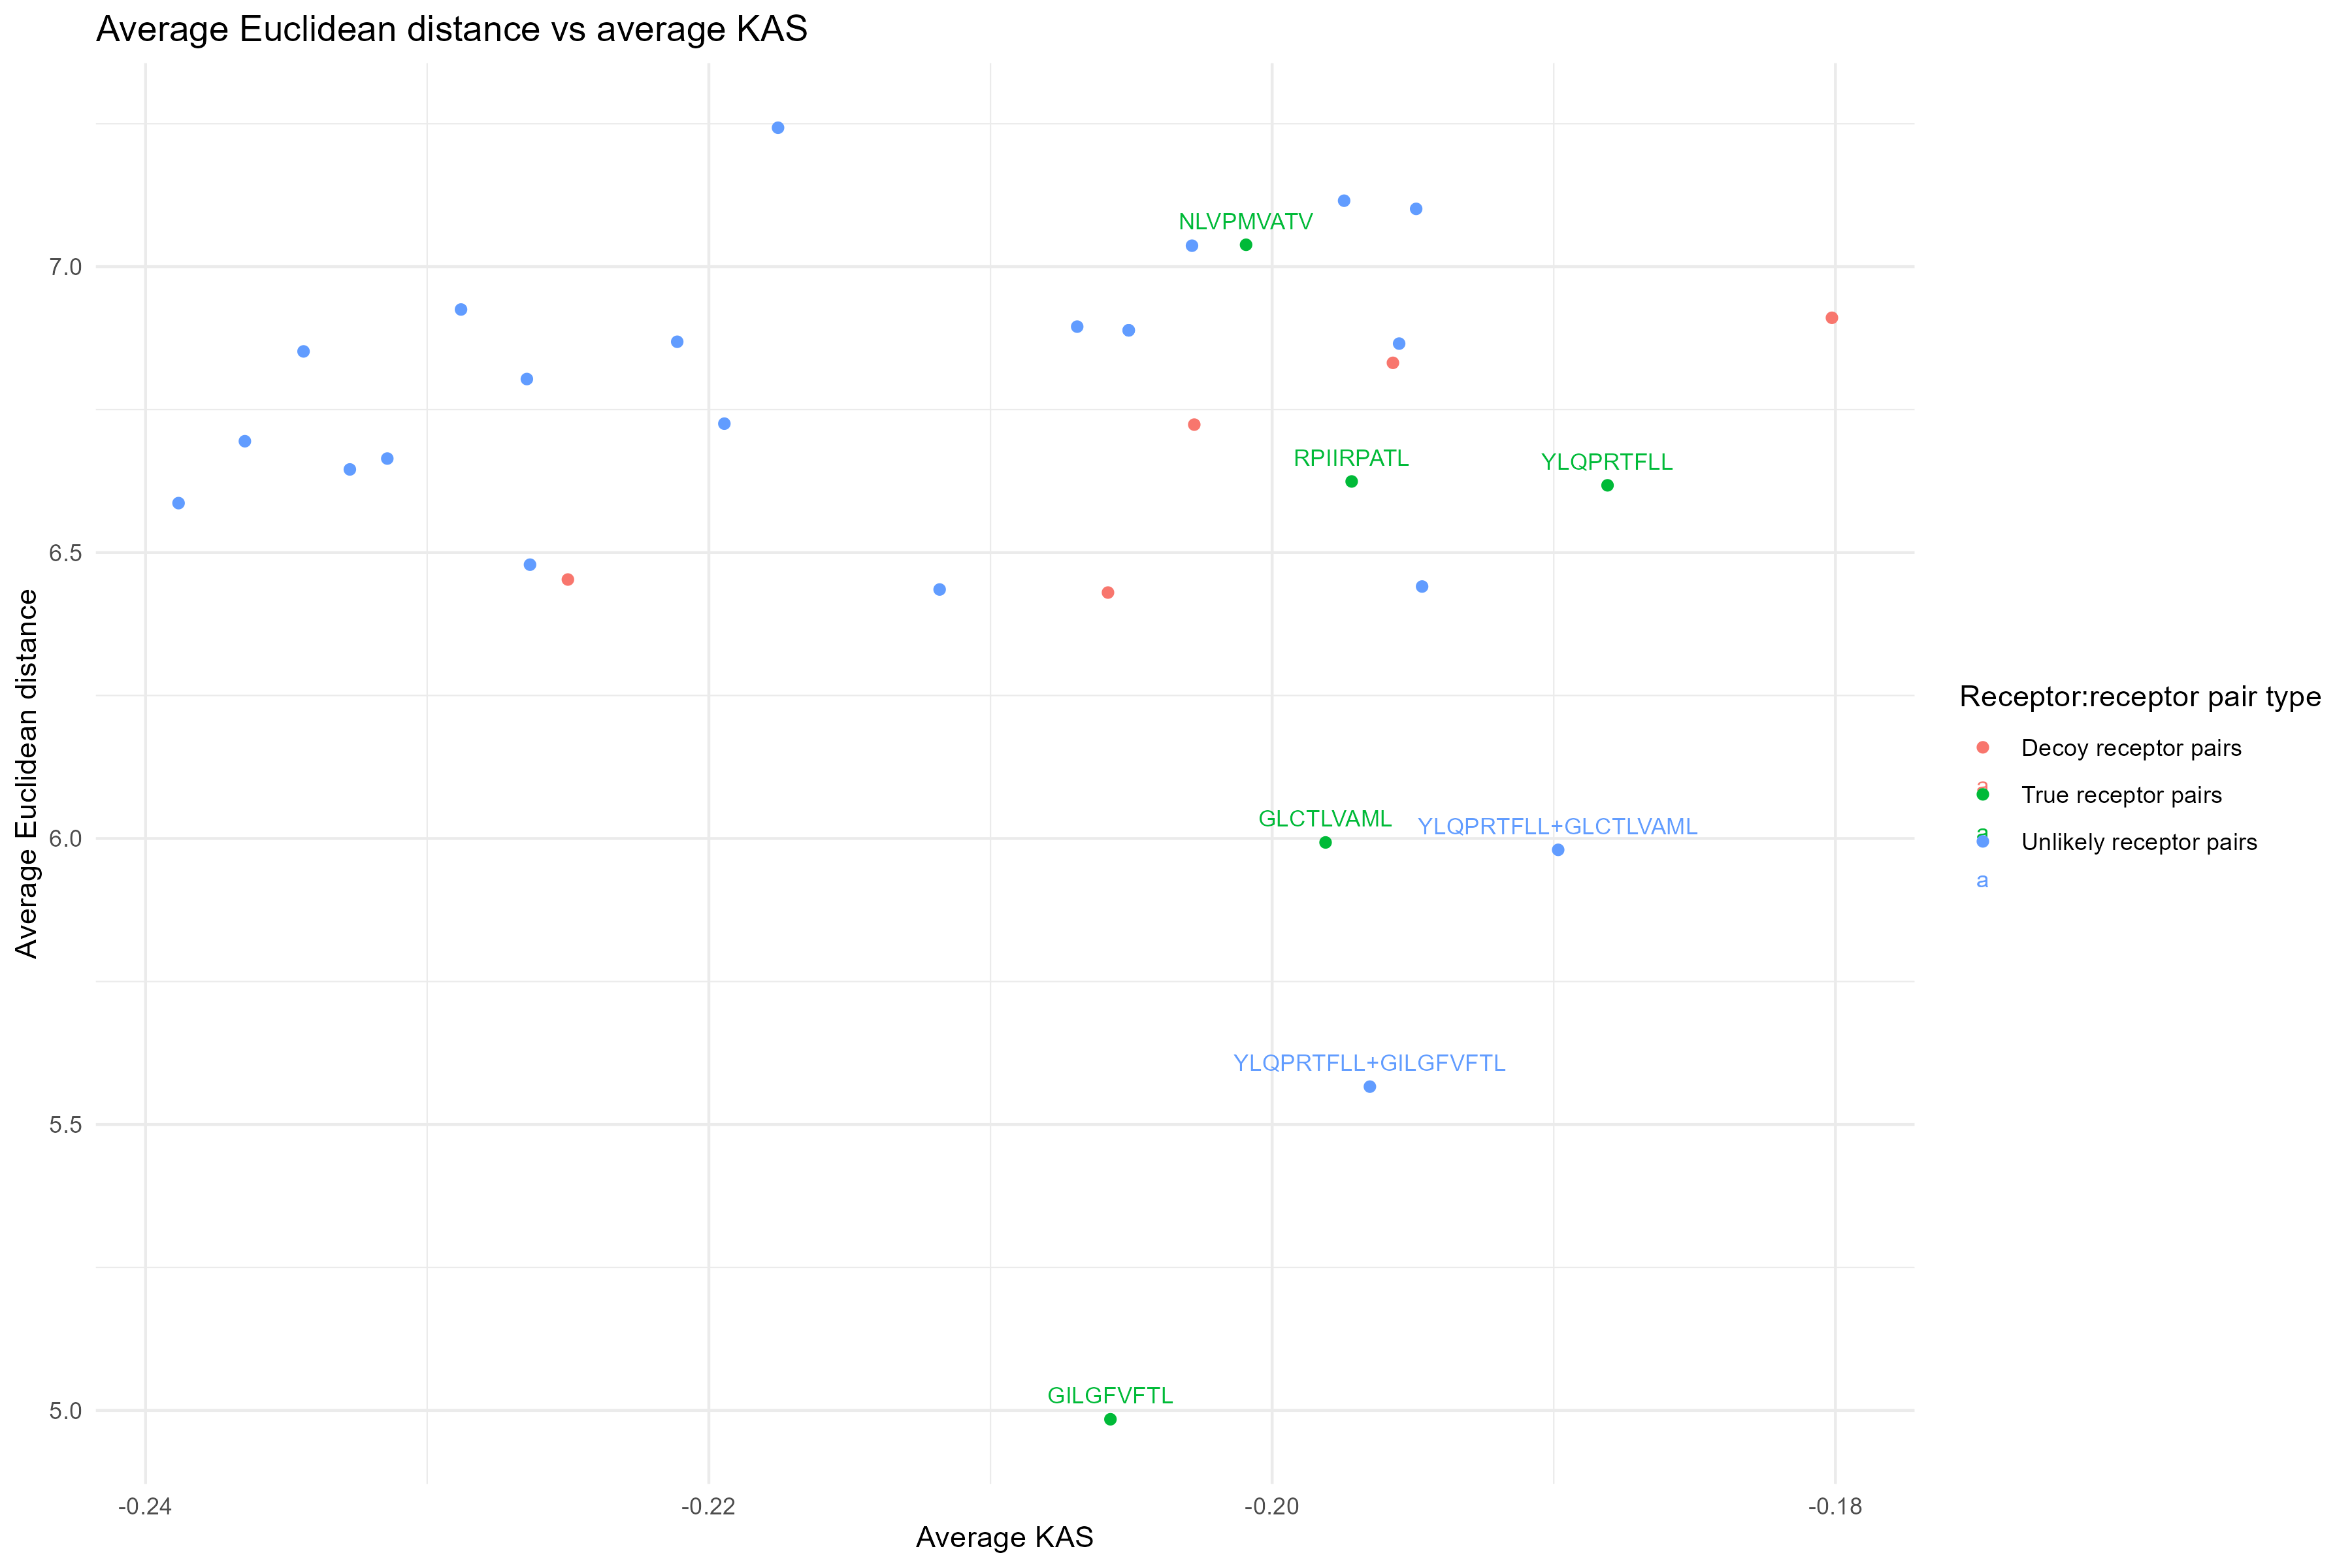 Average Euclidean distance vs average KAS
NLVPMVATV
7.0
RPIIRPATL
YLQPRTFLL
6.5
Average Euclidean distance
Receptor:receptor pair type
Decoy receptor pairs
a
True receptor pairs
a
Unlikely receptor pairs
a
GLCTLVAML
YLQPRTFLL+GLCTLVAML
6.0
YLQPRTFLL+GILGFVFTL
5.5
GILGFVFTL
5.0
-0.24
-0.22
-0.20
-0.18
Average KAS